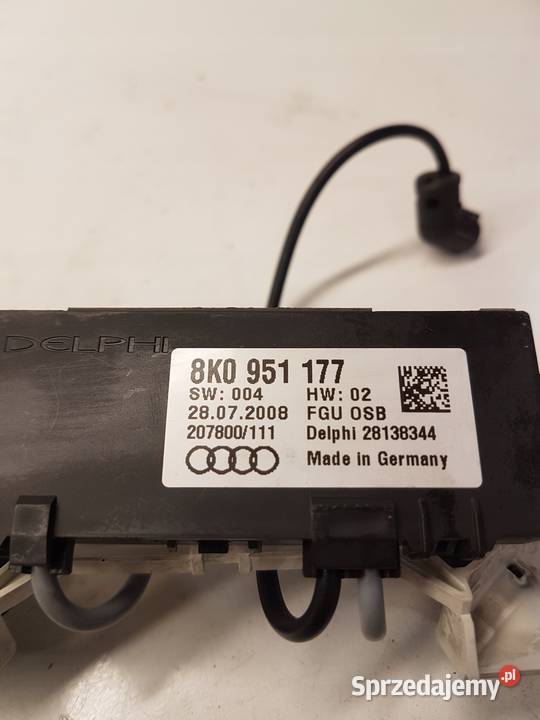 DELPHI
8K0 951 177
SW: 004 HW: 02
28.07.2008 FGU OSB
207800/111 Delphi 28138344
Made in Germany
Sprzedajemy.pl